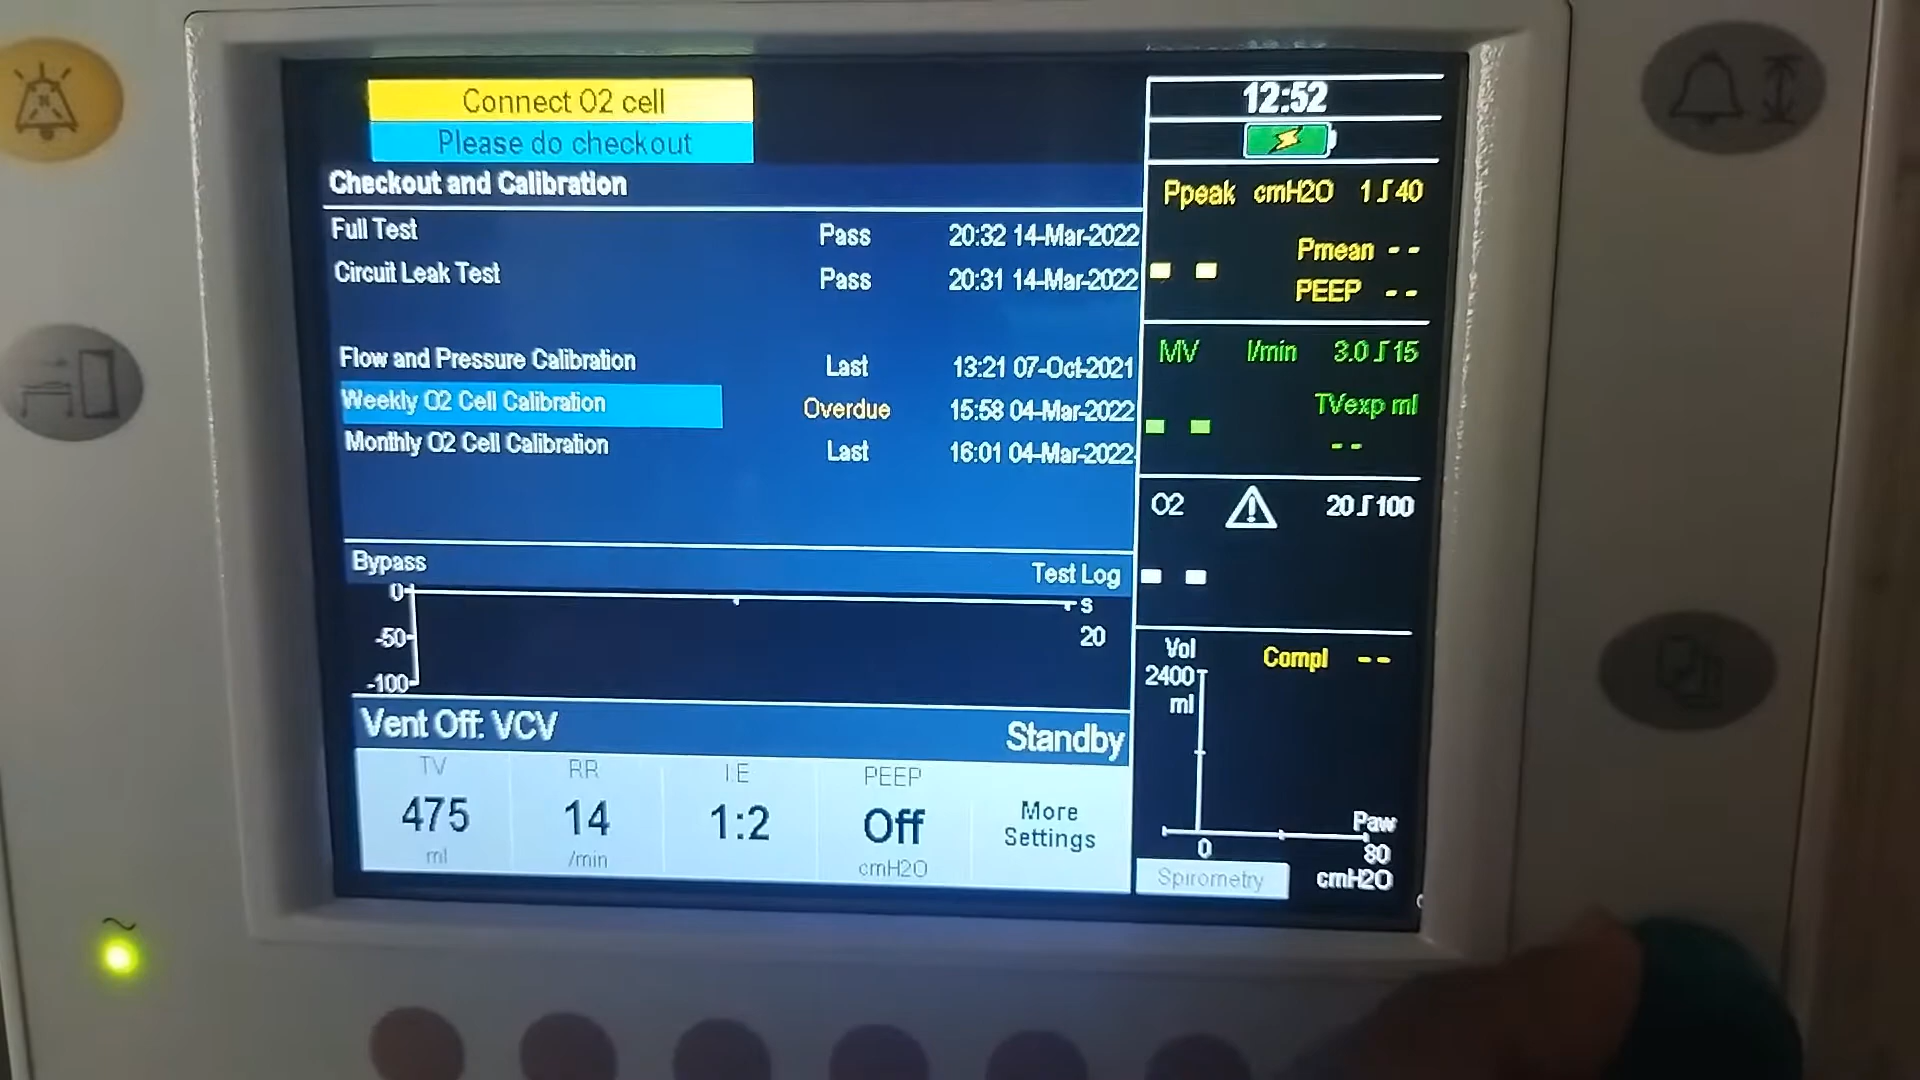 Connect O2 cell
Please do checkout
12:52
Checkout and Calibration
Full Test Pass 20:32 14-Mar-2022
Circuit Leak Test Pass 20:31 14-Mar-2022
Flow and Pressure Calibration Last 13:21 07-Oct-2021
Weekly O2 Cell Calibration Overdue 15:58 04-Mar-2022
Monthly O2 Cell Calibration Last 16:01 04-Mar-2022
Bypass Test Log
0 s
-50 20
-100
Vent Off: VCV Standby
TV RR I:E PEEP
475 14 1:2 Off More
Settings
ml /min cmH2O
Ppeak cmH2O 1 40
Pmean --
-- PEEP --
MV l/min 3.0 15
TVexp ml
-- --
O2 20 100
--
Vol Compl --
2400
ml
Paw
0 80
Spirometry cmH2O